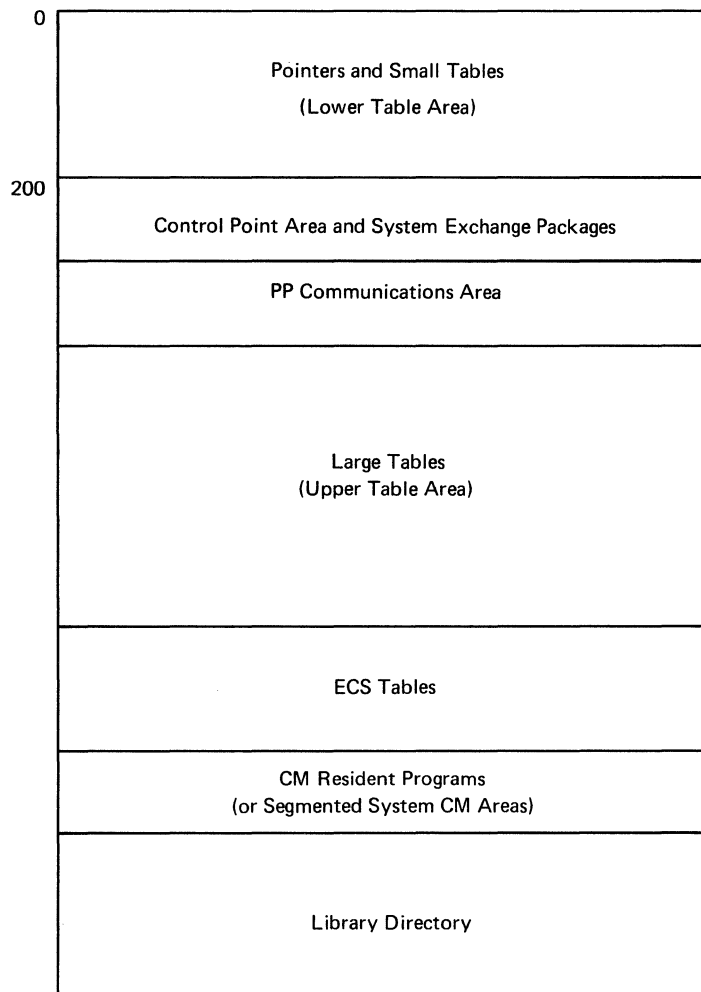 0
Pointers and Small Tables
(Lower Table Area)
200
Control Point Area and System Exchange Packages
PP Communications Area
Large Tables
(Upper Table Area)
ECS Tables
CM Resident Programs
(or Segmented System CM Areas)
Library Directory